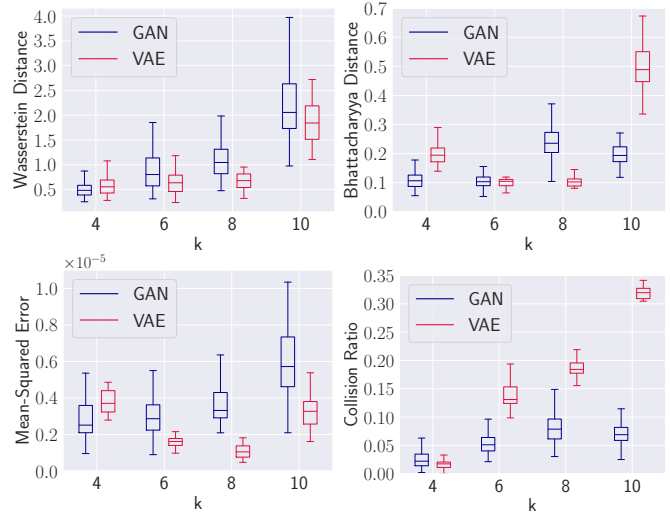 Wasserstein Distance
4.0
3.5
3.0
2.5
2.0
1.5
1.0
0.5
GAN
VAE
4 6 8 10
k
Bhattacharyya Distance
0.7
0.6
0.5
0.4
0.3
0.2
0.1
0.0
GAN
VAE
4 6 8 10
k
Mean-Squared Error
×10⁻⁵
1.0
0.8
0.6
0.4
0.2
0.0
GAN
VAE
4 6 8 10
k
Collision Ratio
0.35
0.30
0.25
0.20
0.15
0.10
0.05
0.00
GAN
VAE
4 6 8 10
k